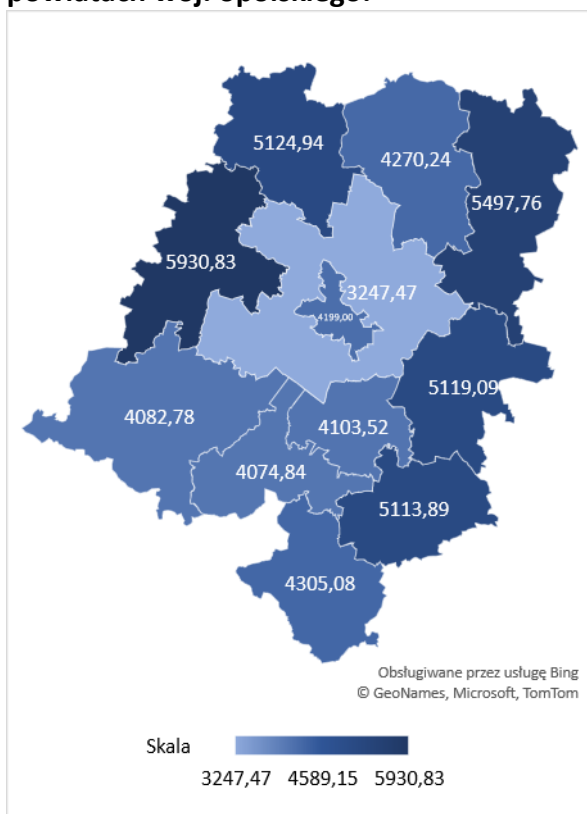 powiatach woj. opolskiego.
5124,94
4270,24
5497,76
5930,83
3247,47
4199,00
5119,09
4082,78
4103,52
4074,84
5113,89
4305,08
Obsługiwane przez usługę Bing
© GeoNames, Microsoft, TomTom
Skala
3247,47 4589,15 5930,83